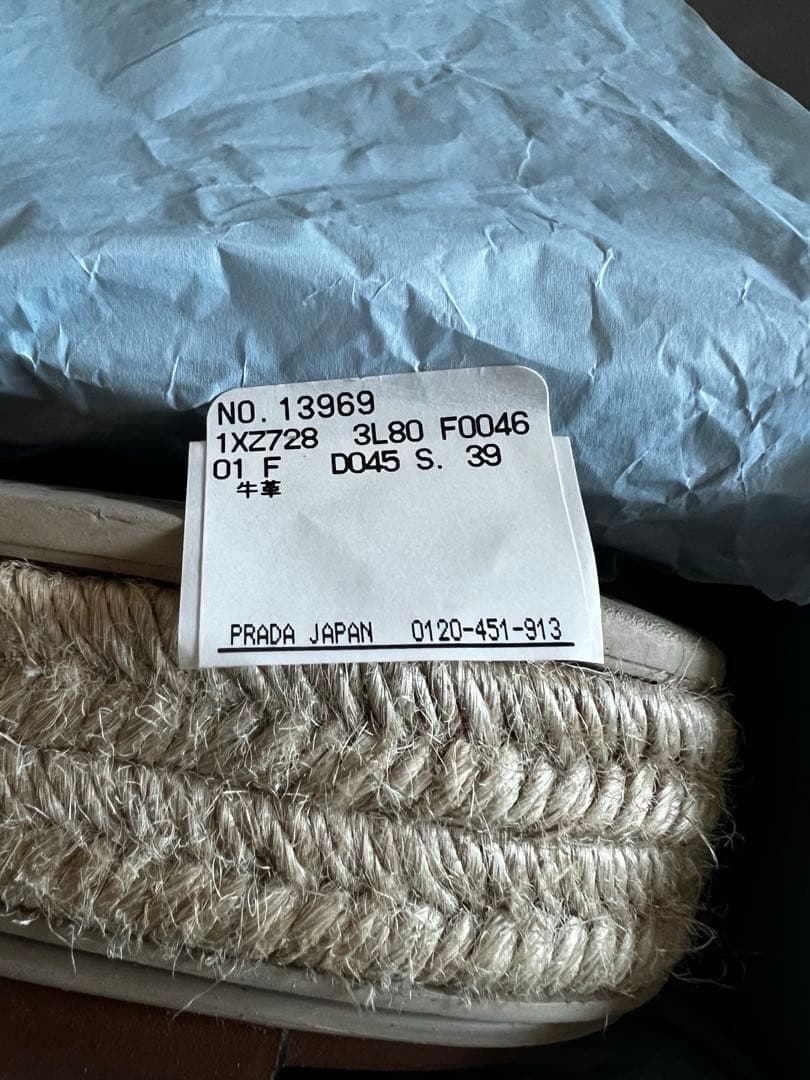 NO. 13969
1XZ728 3L80 F0046
01 F D045 S. 39
牛革
PRADA JAPAN 0120-451-913